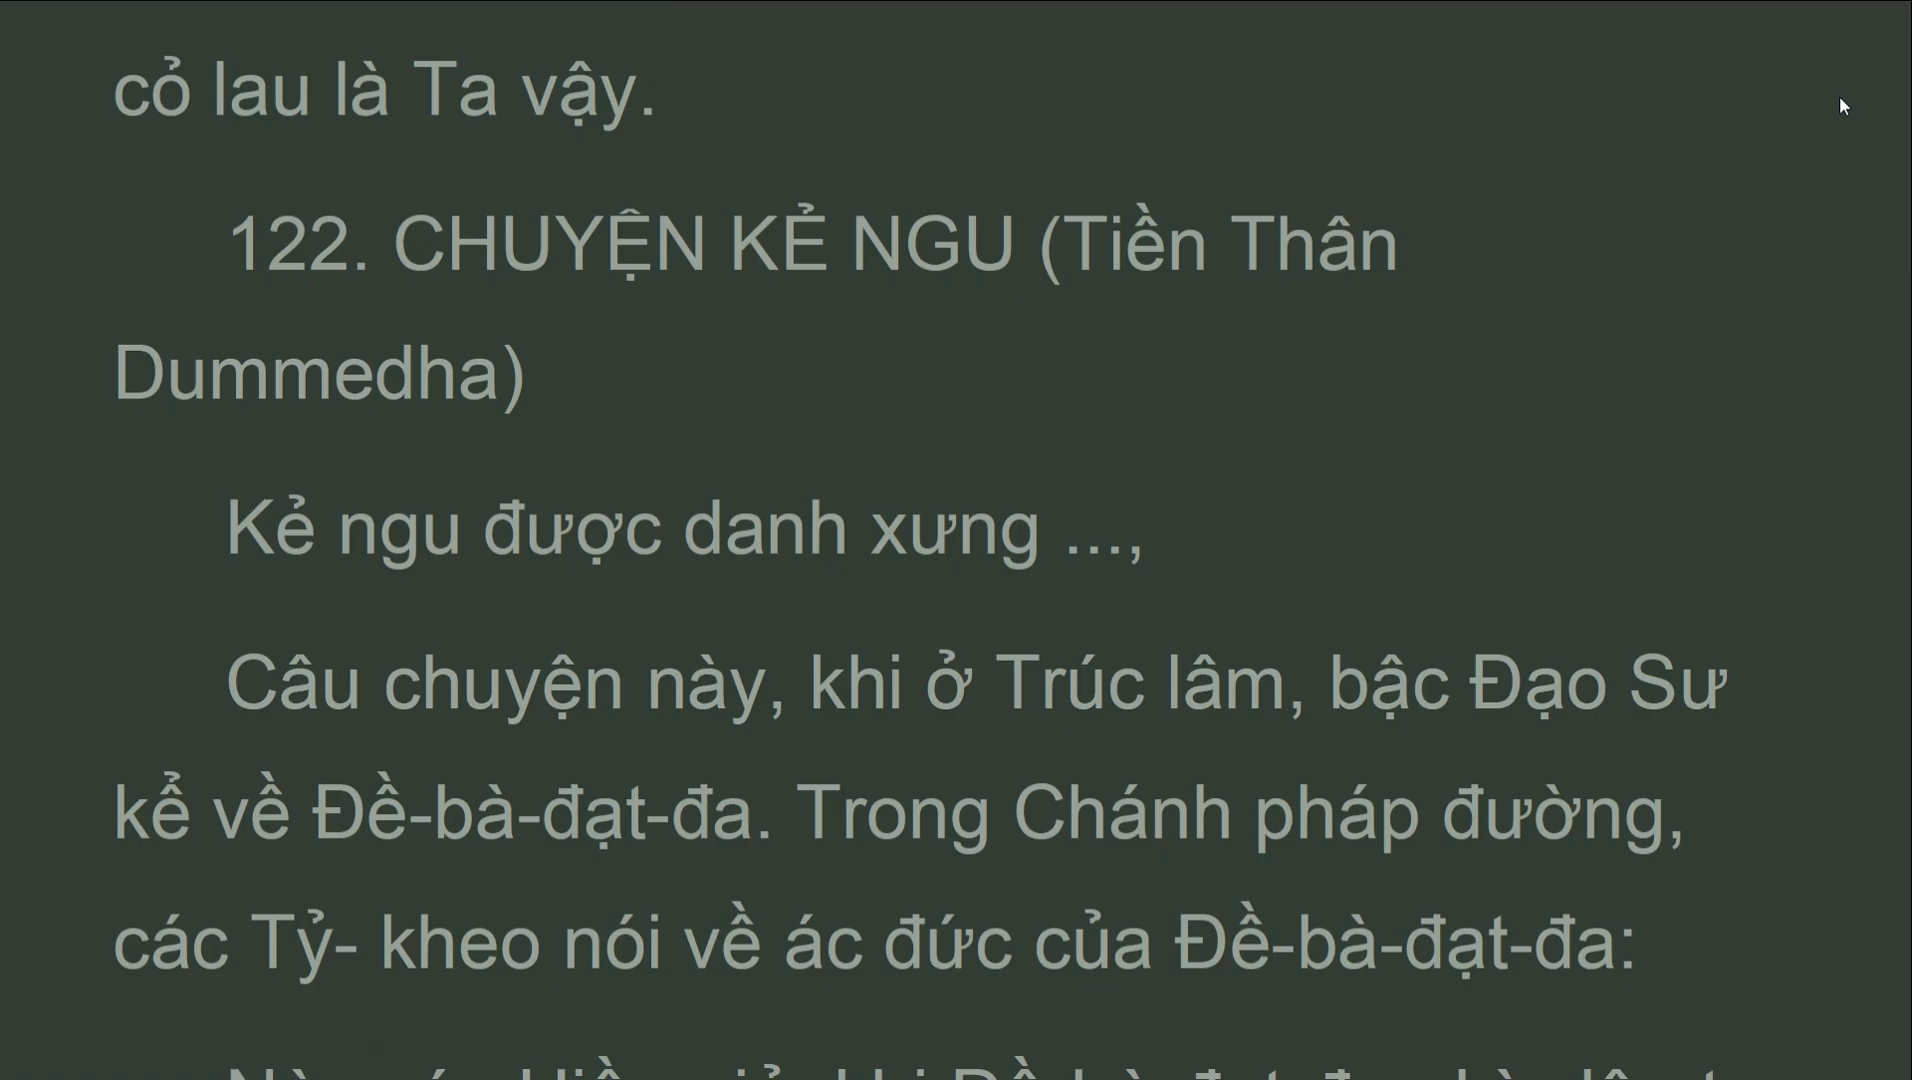 cỏ lau là Ta vậy.
122. CHUYỆN KẺ NGU (Tiền Thân
Dummedha)
Kẻ ngu được danh xưng ...,
Câu chuyện này, khi ở Trúc lâm, bậc Đạo Sư
kể về Đề-bà-đạt-đa. Trong Chánh pháp đường,
các Tỷ- kheo nói về ác đức của Đề-bà-đạt-đa: